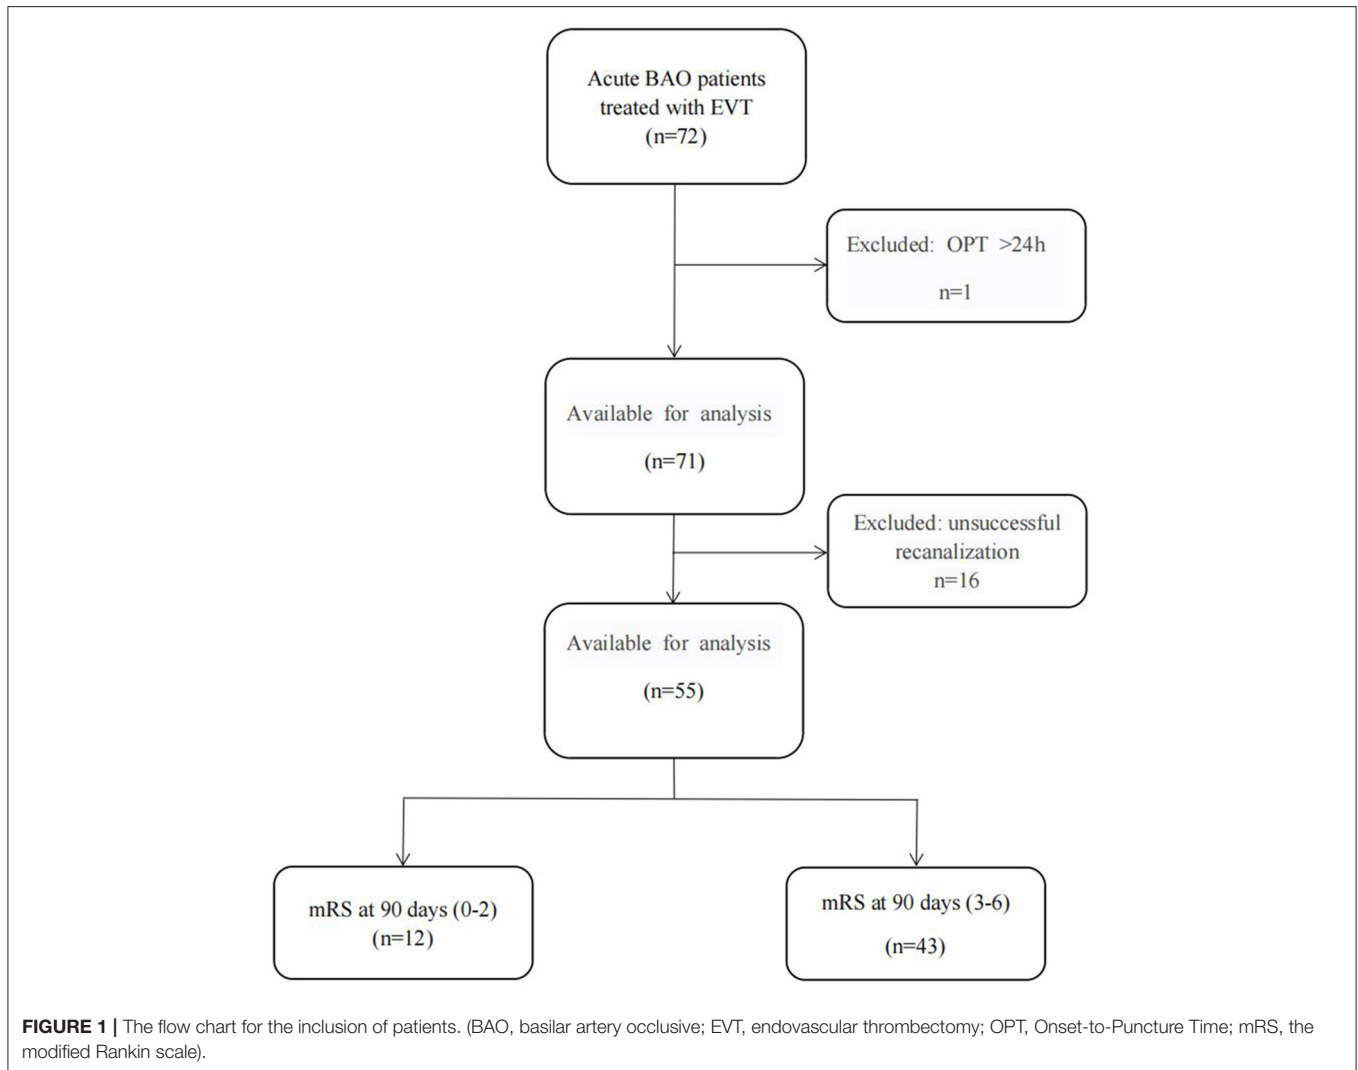 Acute BAO patients
treated with EVT
(n=72)
Excluded: OPT >24h
n=1
Available for analysis
(n=71)
Excluded: unsuccessful
recanalization
n=16
Available for analysis
(n=55)
mRS at 90 days (0-2)
(n=12)
mRS at 90 days (3-6)
(n=43)
FIGURE 1 | The flow chart for the inclusion of patients. (BAO, basilar artery occlusive; EVT, endovascular thrombectomy; OPT, Onset-to-Puncture Time; mRS, the
modified Rankin scale).